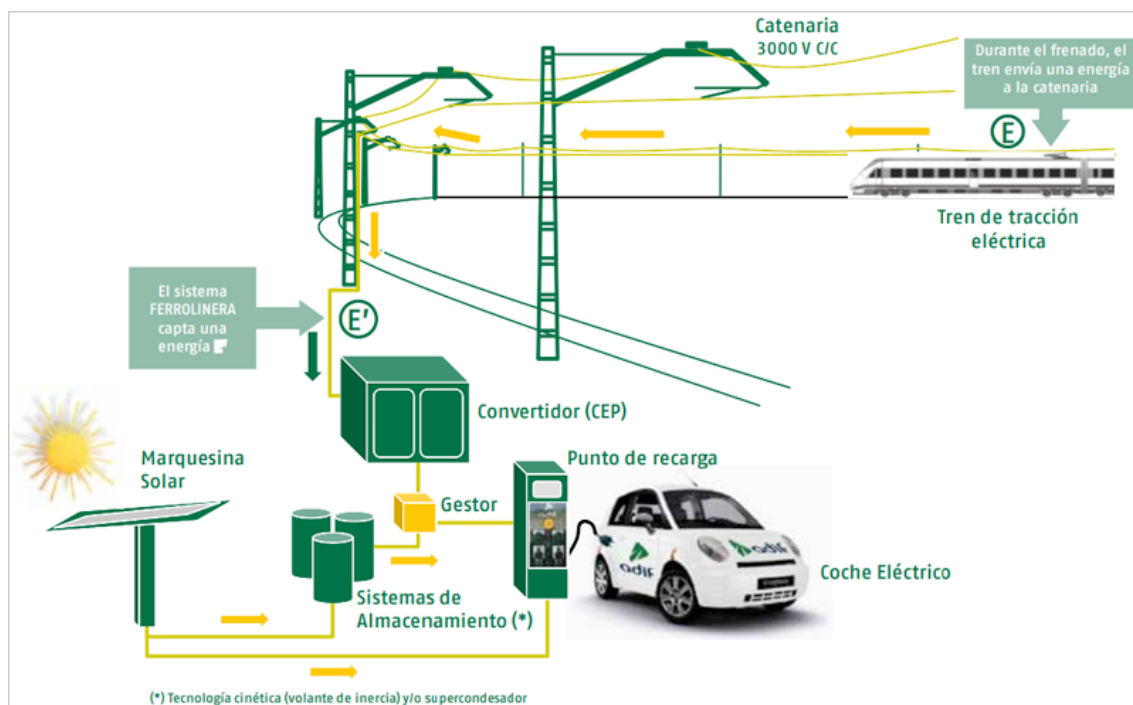 Catenaria
3000 V C/C
Durante el frenado, el
tren envía una energía
a la catenaria
E
Tren de tracción
eléctrica
El sistema
FERROLINERA
capta una
energía
E'
Convertidor (CEP)
Marquesina
Solar
Punto de recarga
Gestor
adif
adif
Coche Eléctrico
Sistemas de
Almacenamiento (*)
(*) Tecnología cinética (volante de inercia) y/o supercondesador